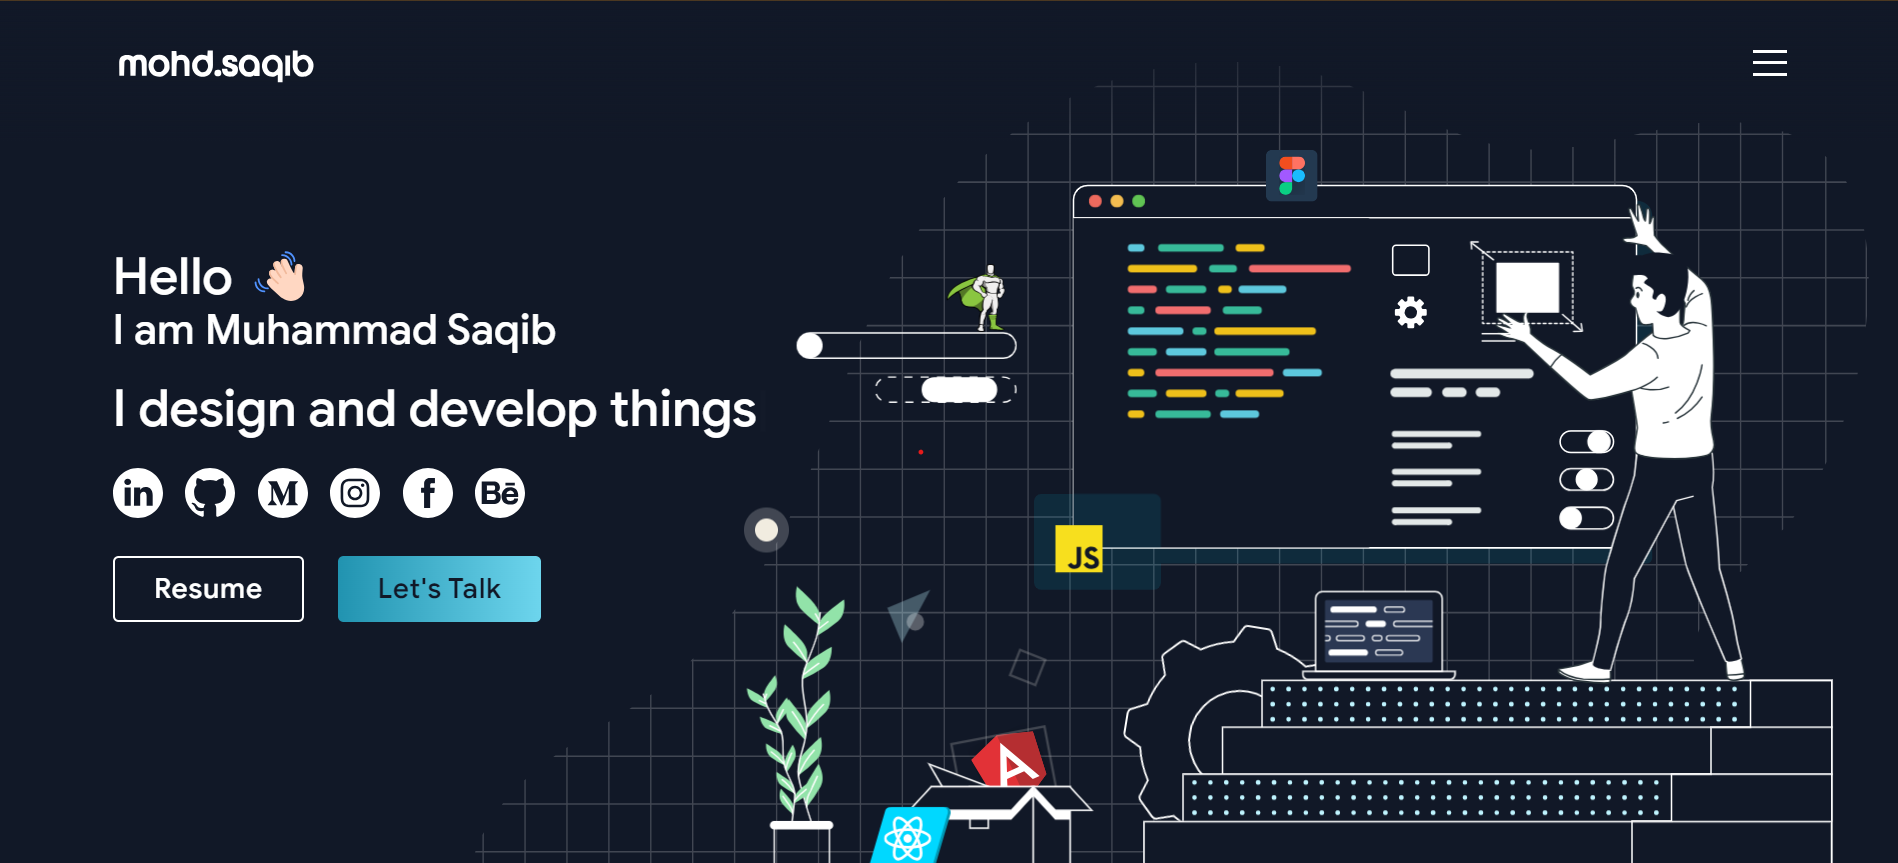 mohd.saqib
Hello
I am Muhammad Saqib
I design and develop things
in
M
f
Bē
Resume
Let's Talk
JS
A